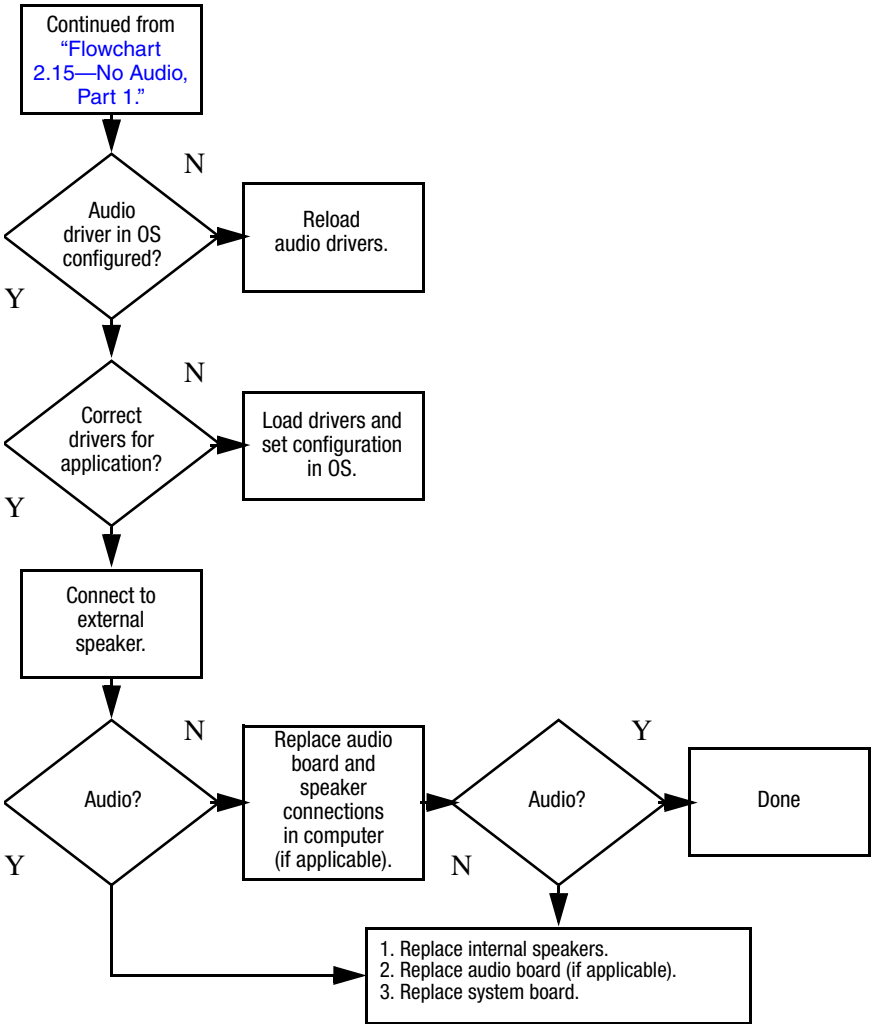 Continued from
“Flowchart
2.15—No Audio,
Part 1.”
N
Audio
driver in OS
configured?
Reload
audio drivers.
Y
N
Correct
drivers for
application?
Load drivers and
set configuration
in OS.
Y
Connect to
external
speaker.
N
Audio?
Y
Replace audio
board and
speaker
connections
in computer
(if applicable).
Y
Audio?
N
Done
1. Replace internal speakers.
2. Replace audio board (if applicable).
3. Replace system board.